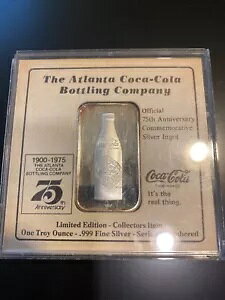 The Atlanta Coca-Cola
Bottling Company
Official
75th Anniversary
Commemorative
Silver Ingot
1900-1975
THE ATLANTA
COCA-COLA
BOTTLING COMPANY
75th
Anniversary
Coca-Cola
It's the
real thing.
Limited Edition - Collectors Item
One Troy Ounce - .999 Fine Silver - Serial Numbered